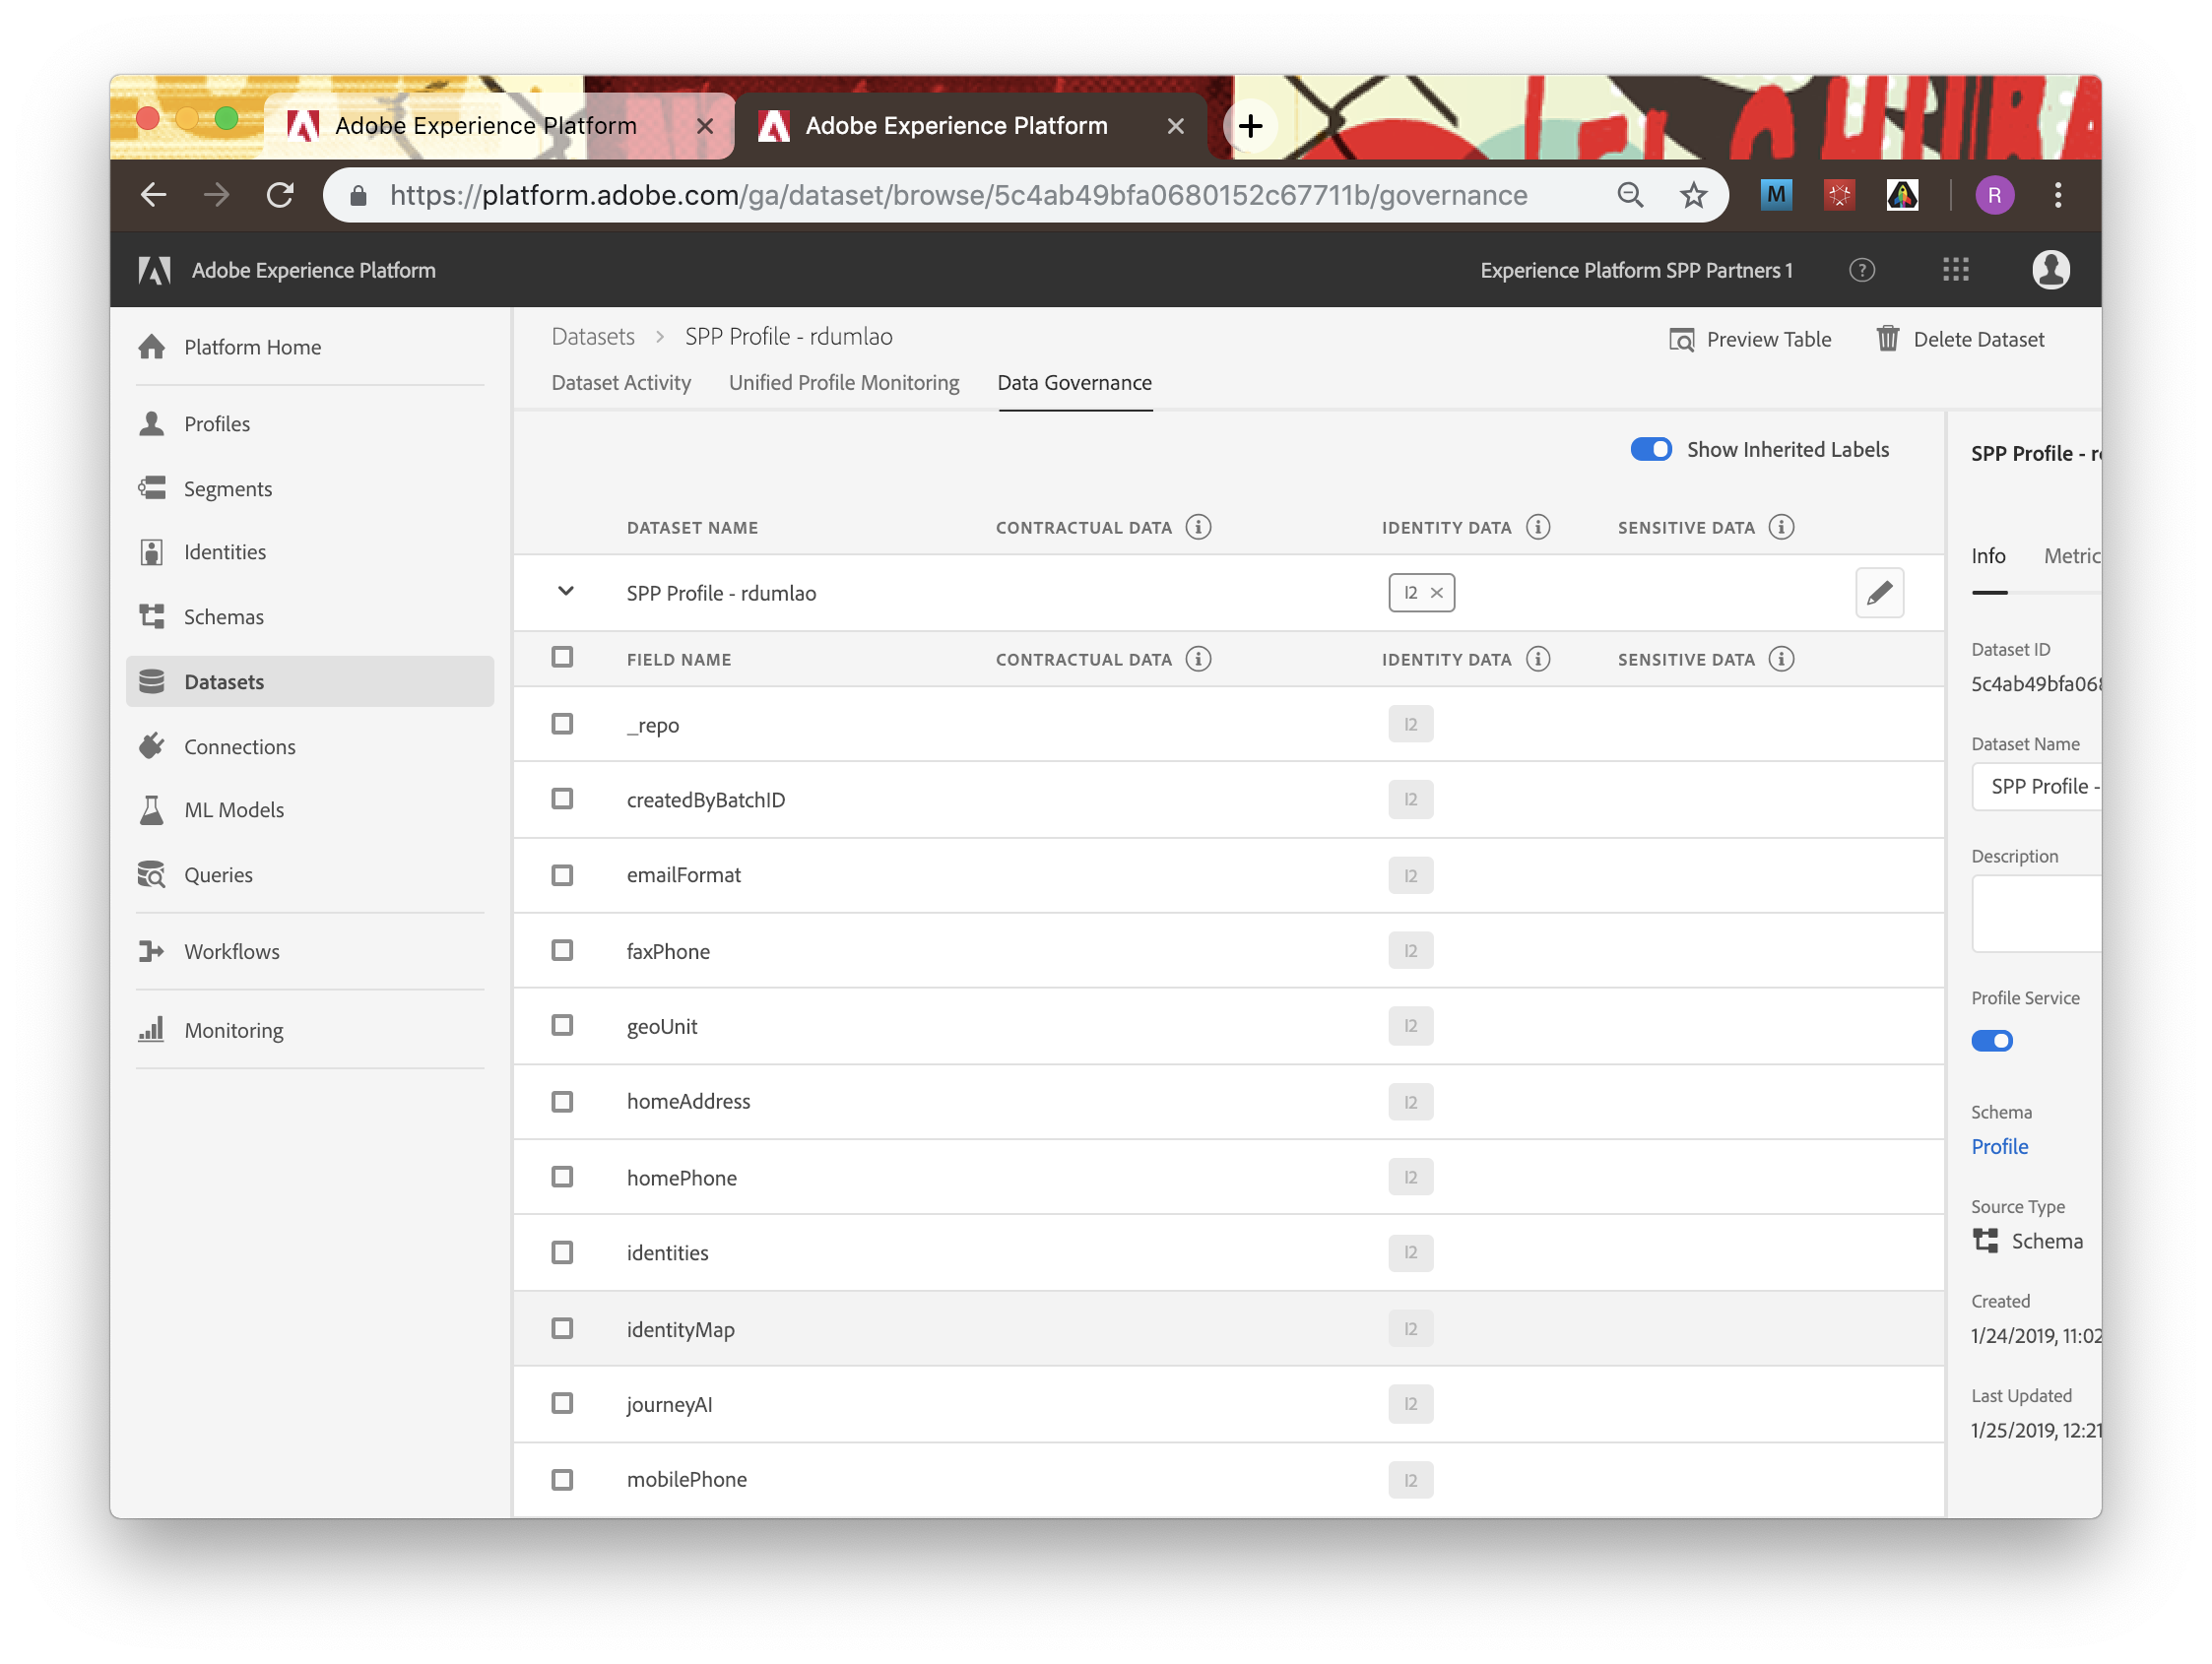 Adobe Experience Platform
Adobe Experience Platform
https://platform.adobe.com/ga/dataset/browse/5c4ab49bfa0680152c67711b/governance
M
R
Adobe Experience Platform
Experience Platform SPP Partners 1
?
Platform Home
Profiles
Segments
Identities
Schemas
Datasets
Connections
ML Models
Queries
Workflows
Monitoring
Datasets > SPP Profile - rdumlao
Preview Table
Delete Dataset
Dataset Activity
Unified Profile Monitoring
Data Governance
Show Inherited Labels
DATASET NAME CONTRACTUAL DATA IDENTITY DATA SENSITIVE DATA
SPP Profile - rdumlao I2
FIELD NAME CONTRACTUAL DATA IDENTITY DATA SENSITIVE DATA
_repo I2
createdByBatchID I2
emailFormat I2
faxPhone I2
geoUnit I2
homeAddress I2
homePhone I2
identities I2
identityMap I2
journeyAI I2
mobilePhone I2
SPP Profile - r
Info Metric
Dataset ID
5c4ab49bfa06
Dataset Name
SPP Profile -
Description
Profile Service
Schema
Profile
Source Type
Schema
Created
1/24/2019, 11:02
Last Updated
1/25/2019, 12:21